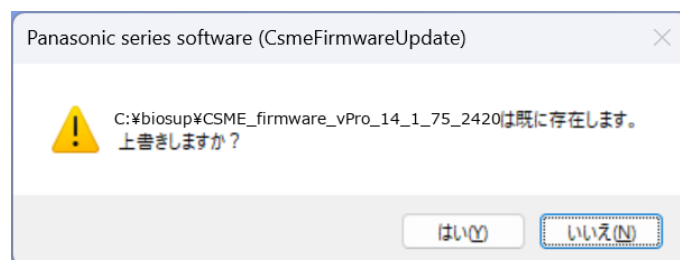 Panasonic series software (CsmeFirmwareUpdate)
C:¥biosup¥CSME_firmware_vPro_14_1_75_2420は既に存在します。
上書きしますか？
はい(Y)
いいえ(N)